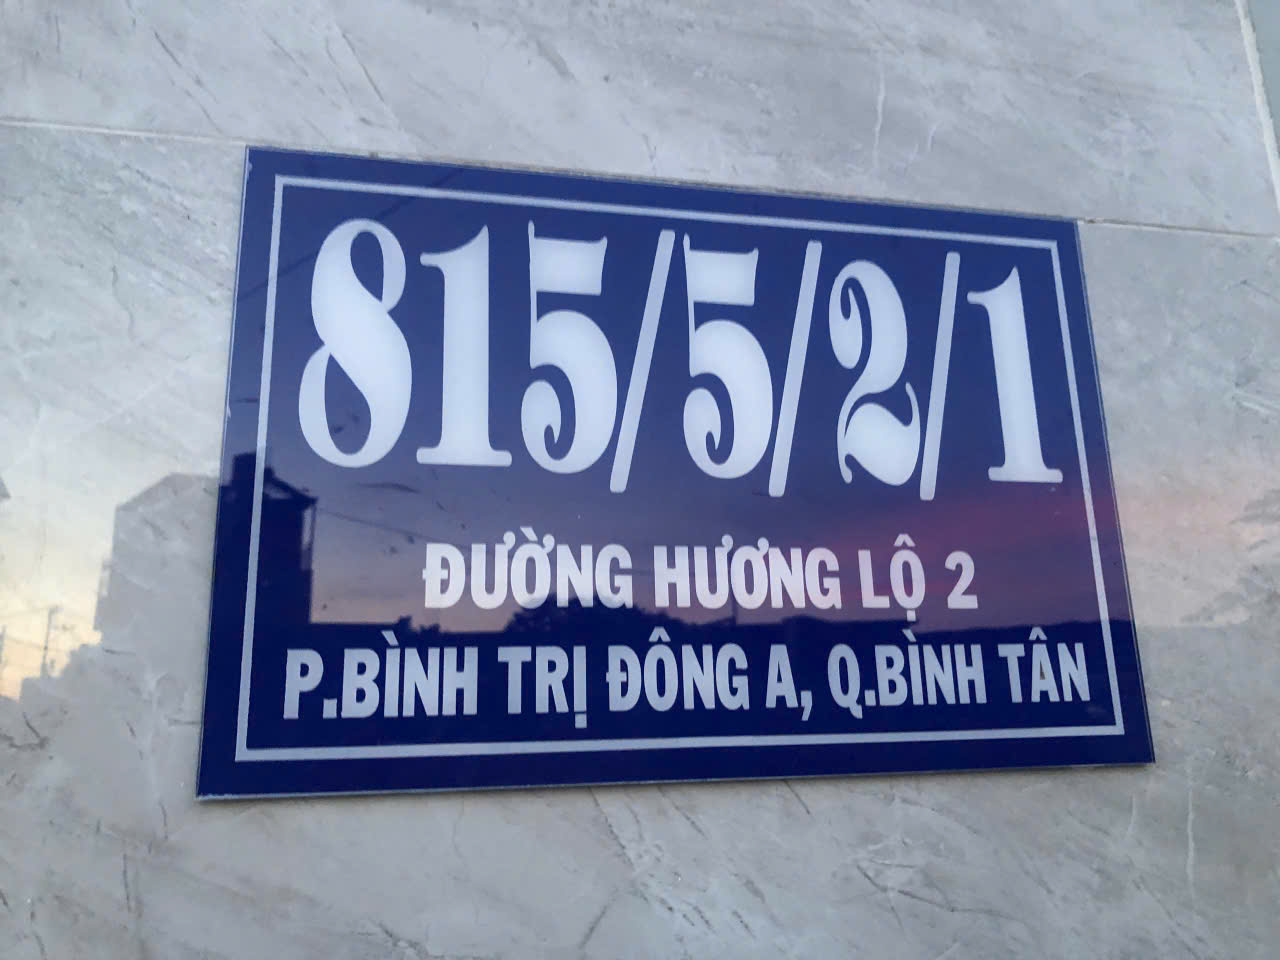 815/5/2/1
ĐƯỜNG HƯƠNG LỘ 2
P.BÌNH TRỊ ĐÔNG A, Q.BÌNH TÂN